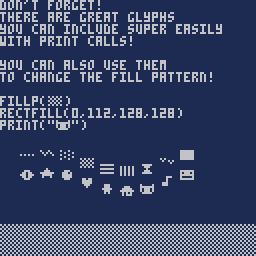 DON'T FORGET!
THERE ARE GREAT GLYPHS
YOU CAN INCLUDE SUPER EASILY
WITH PRINT CALLS!
YOU CAN ALSO USE THEM
TO CHANGE THE FILL PATTERN!
FILLP(▒)
RECTFILL(0,112,128,128)
PRINT("🐱")